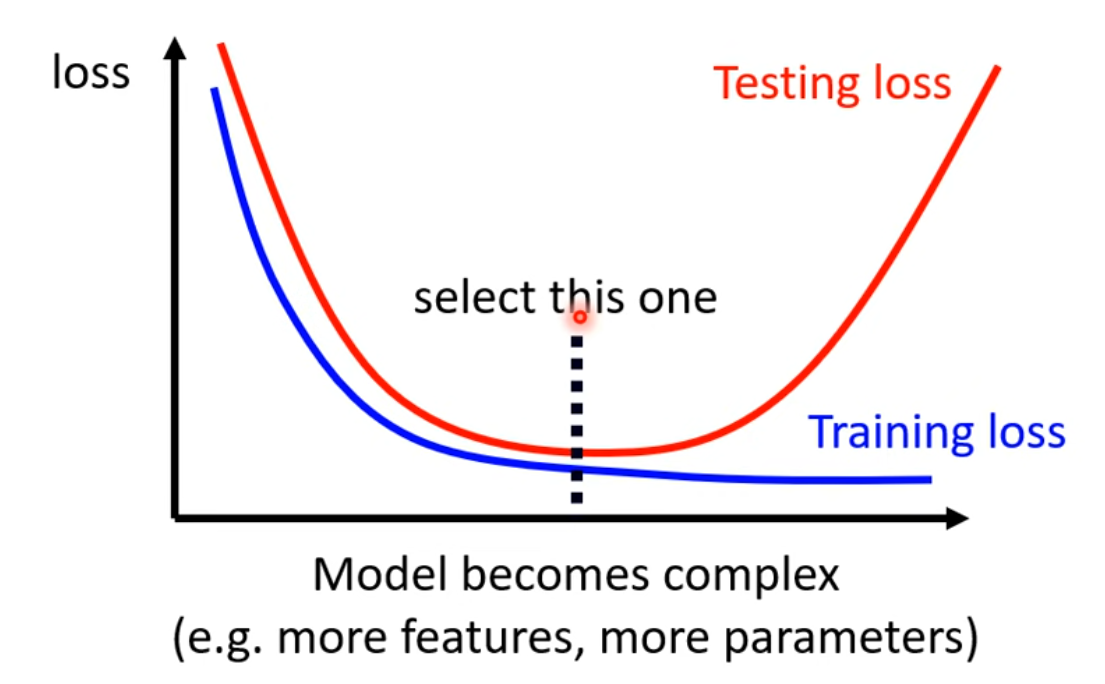 loss
Testing loss
select this one
Training loss
Model becomes complex
(e.g. more features, more parameters)